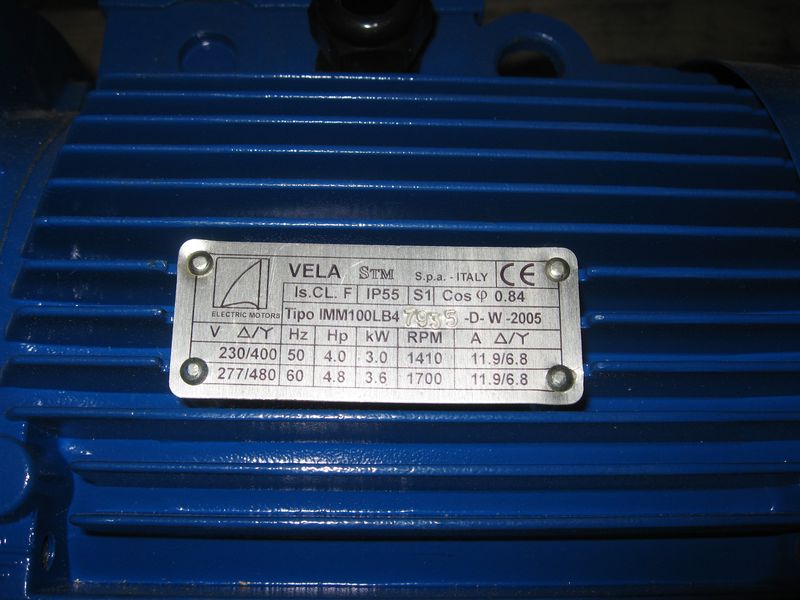 VELA STM S.p.a. - ITALY CE
Is.CL. F IP55 S1 Cos φ 0.84
ELECTRIC MOTORS
Tipo IMM100LB4 7935 -D- W -2005
V Δ/Y Hz Hp kW RPM A Δ/Y
230/400 50 4.0 3.0 1410 11.9/6.8
277/480 60 4.8 3.6 1700 11.9/6.8